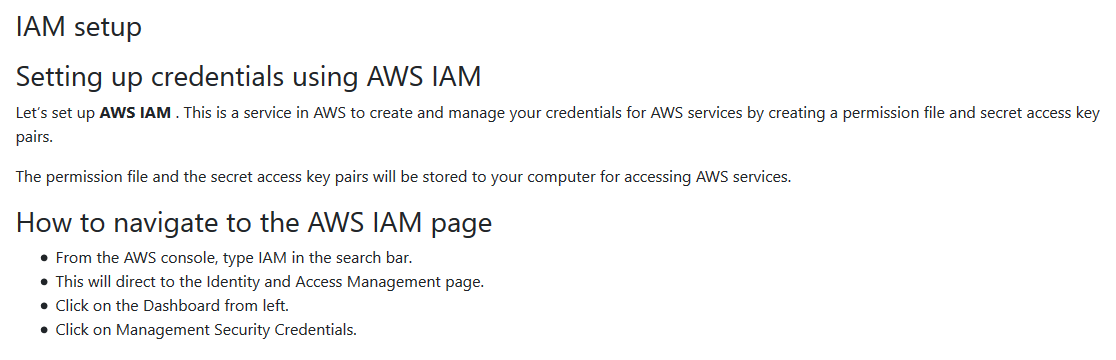 IAM setup
Setting up credentials using AWS IAM
Let's set up AWS IAM . This is a service in AWS to create and manage your credentials for AWS services by creating a permission file and secret access key
pairs.
The permission file and the secret access key pairs will be stored to your computer for accessing AWS services.
How to navigate to the AWS IAM page
• From the AWS console, type IAM in the search bar.
• This will direct to the Identity and Access Management page.
• Click on the Dashboard from left.
• Click on Management Security Credentials.